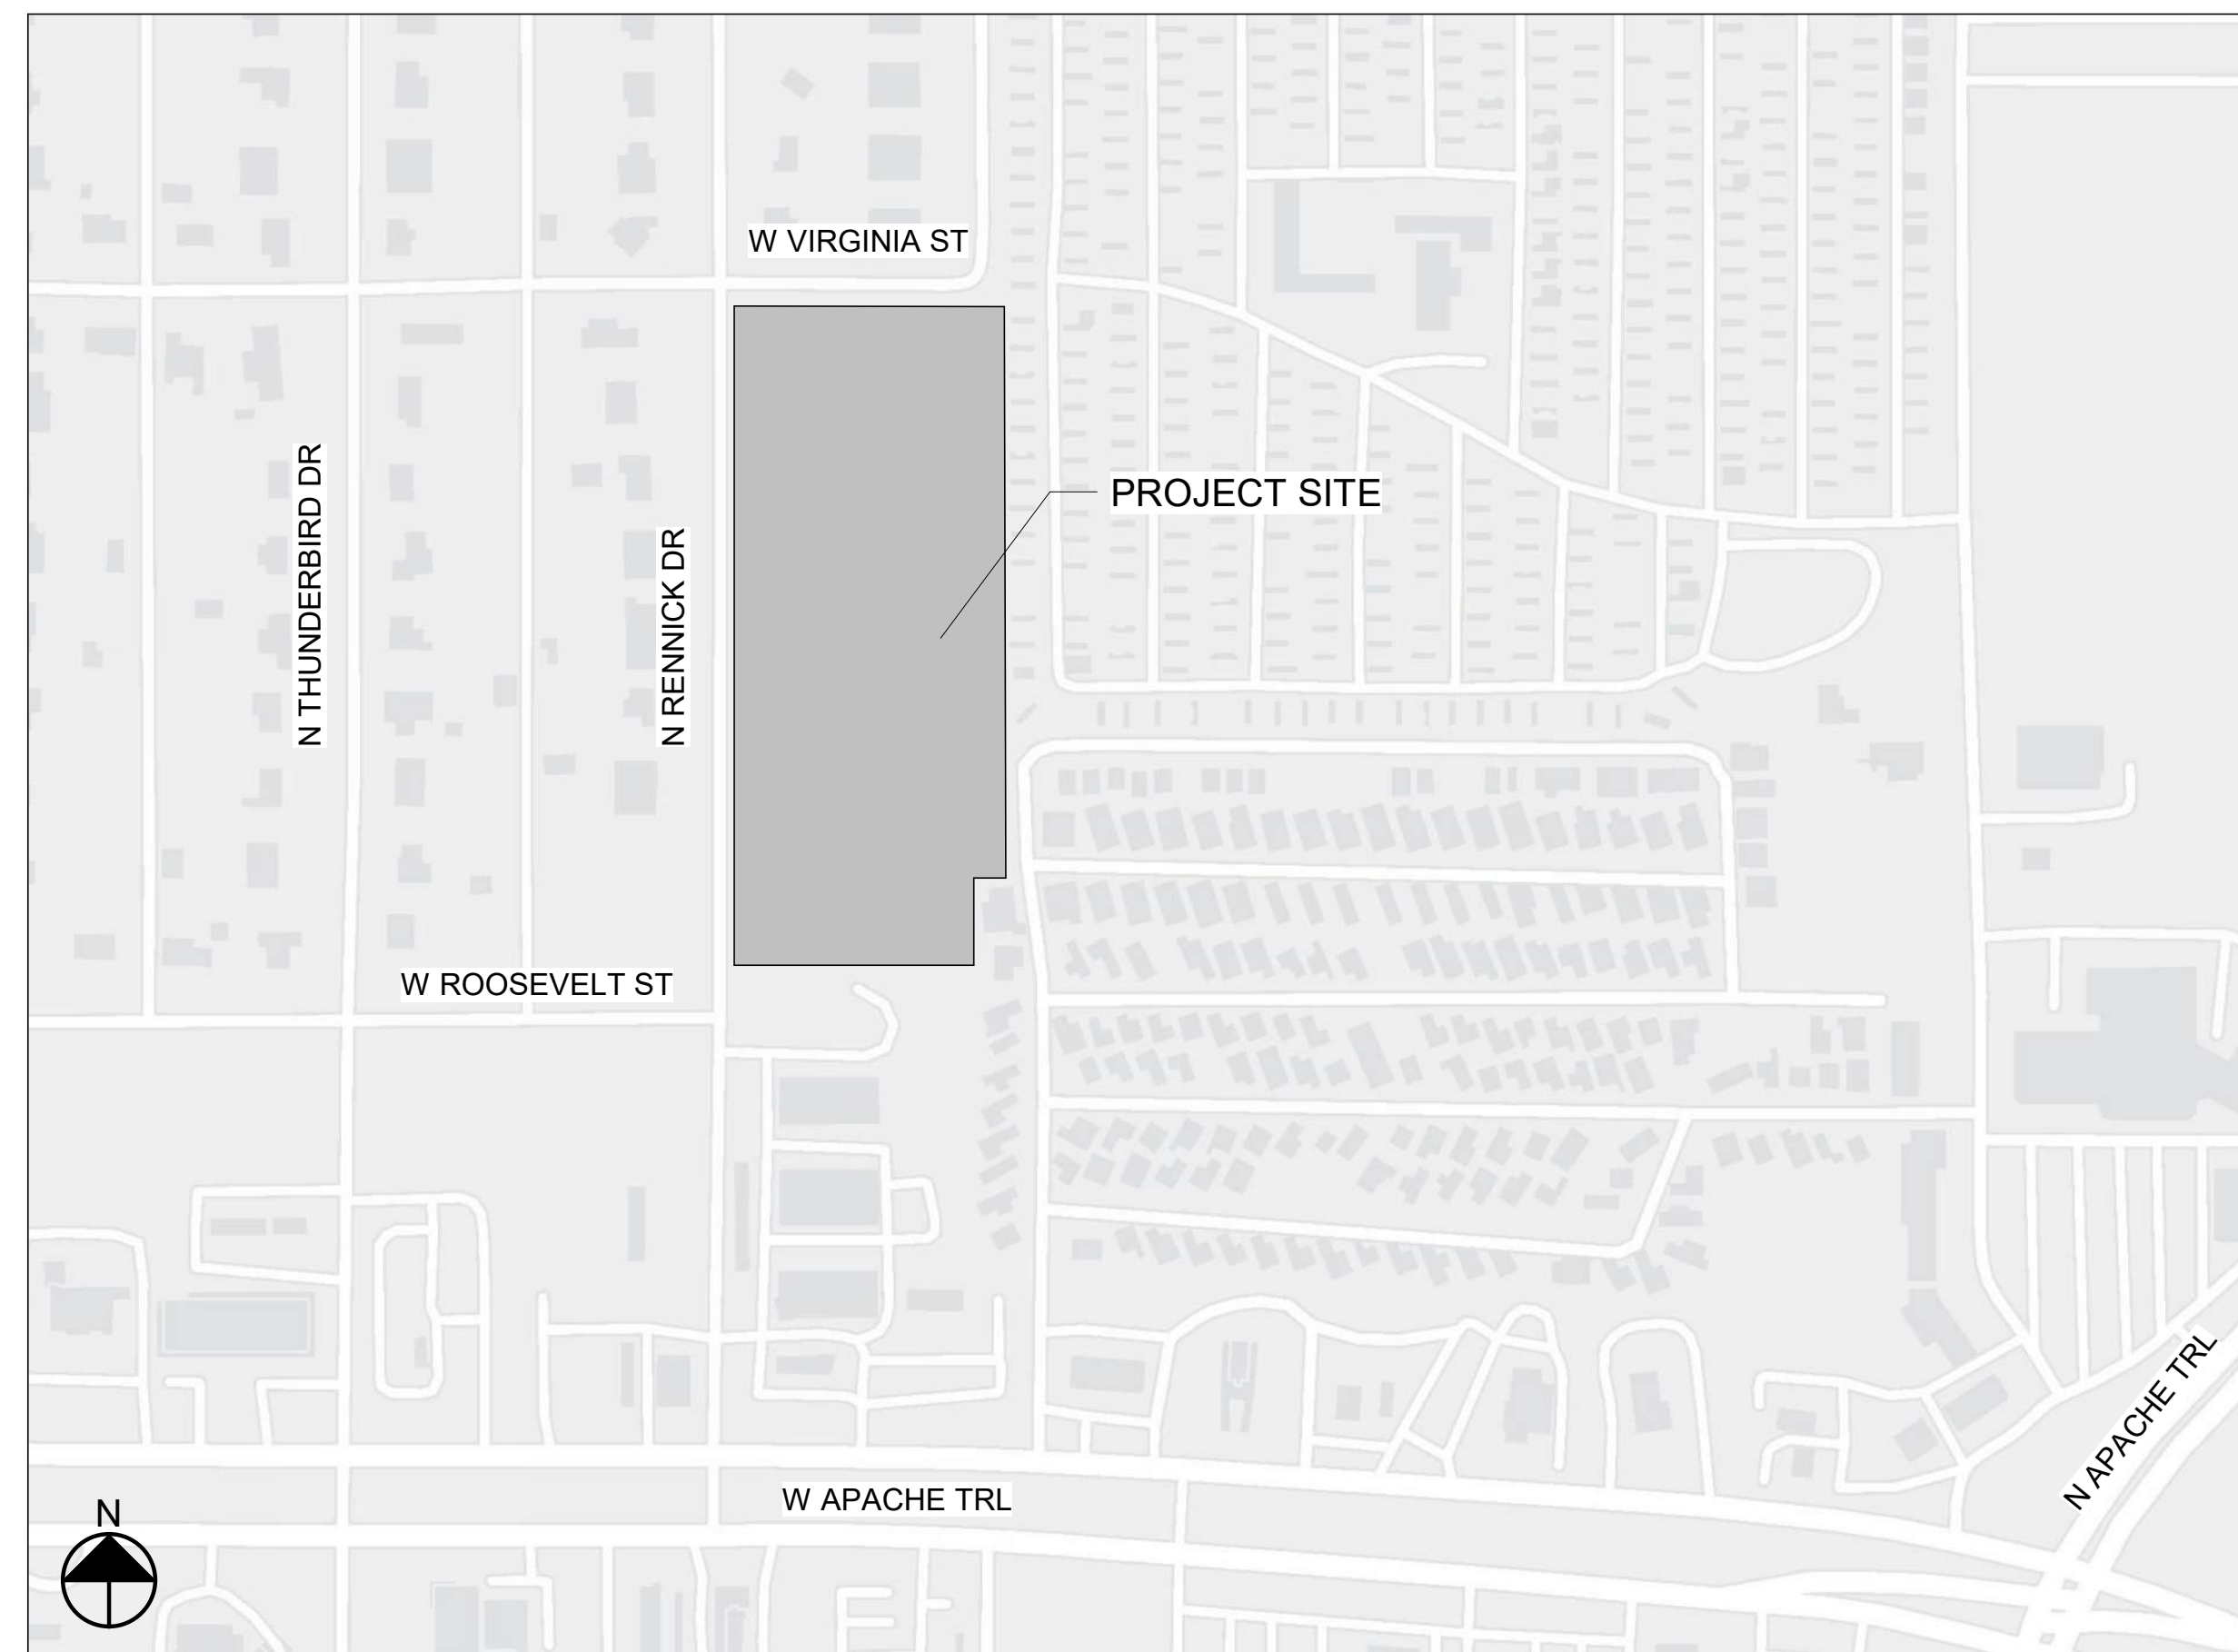 W VIRGINIA ST
PROJECT SITE
N THUNDERBIRD DR
N RENNICK DR
W ROOSEVELT ST
N APACHE TRL
W APACHE TRL
N